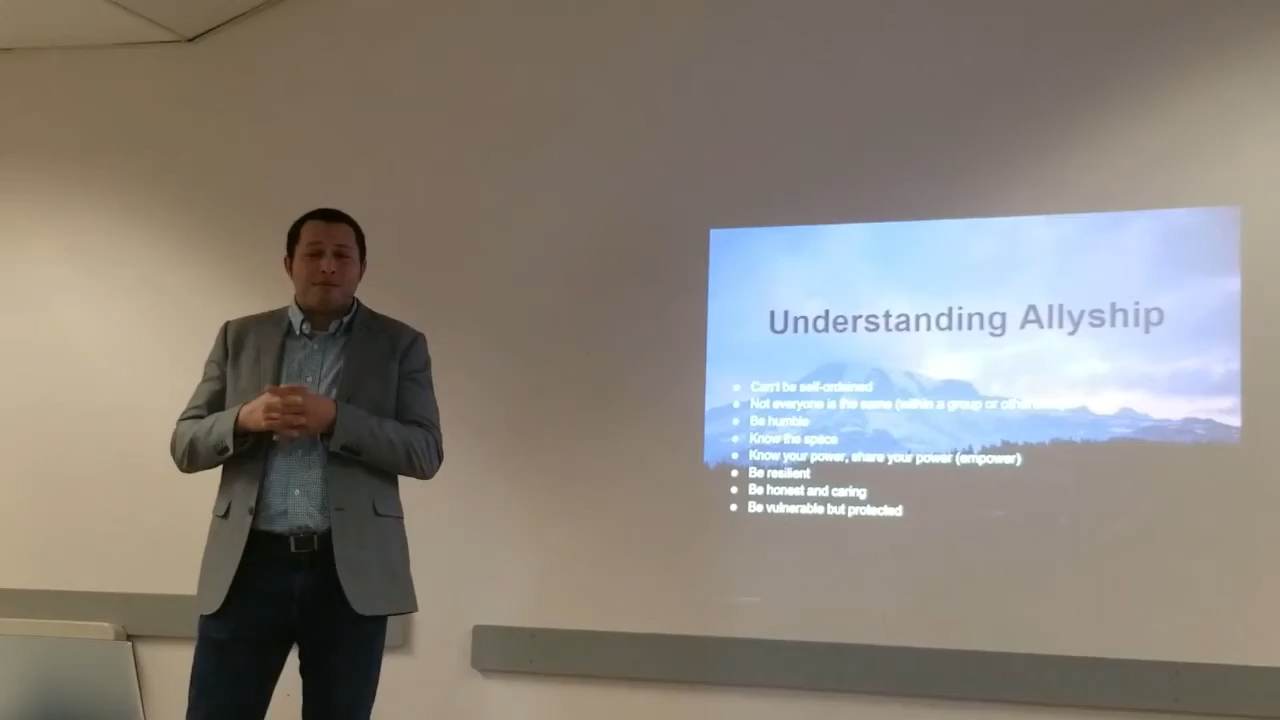 Understanding Allyship
● Can't be self-ordained
● Not everyone is the same (within a group or
● Be humble
● Know the space
● Know your power, share your power (empower)
● Be resilient
● Be honest and caring
● Be vulnerable but protected